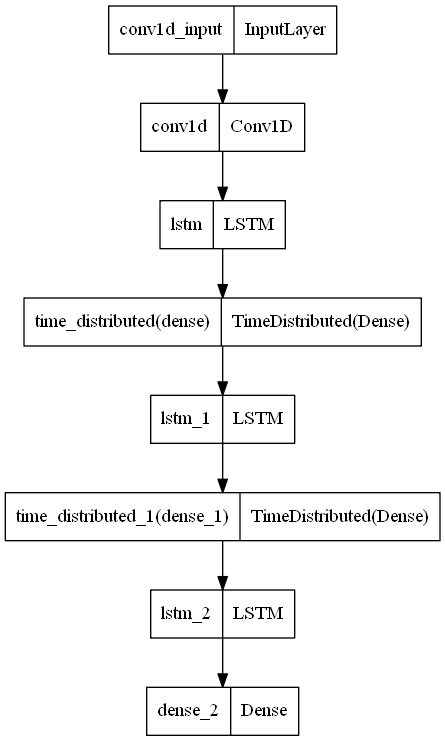 conv1d_input InputLayer
conv1d Conv1D
lstm LSTM
time_distributed(dense) TimeDistributed(Dense)
lstm_1 LSTM
time_distributed_1(dense_1) TimeDistributed(Dense)
lstm_2 LSTM
dense_2 Dense